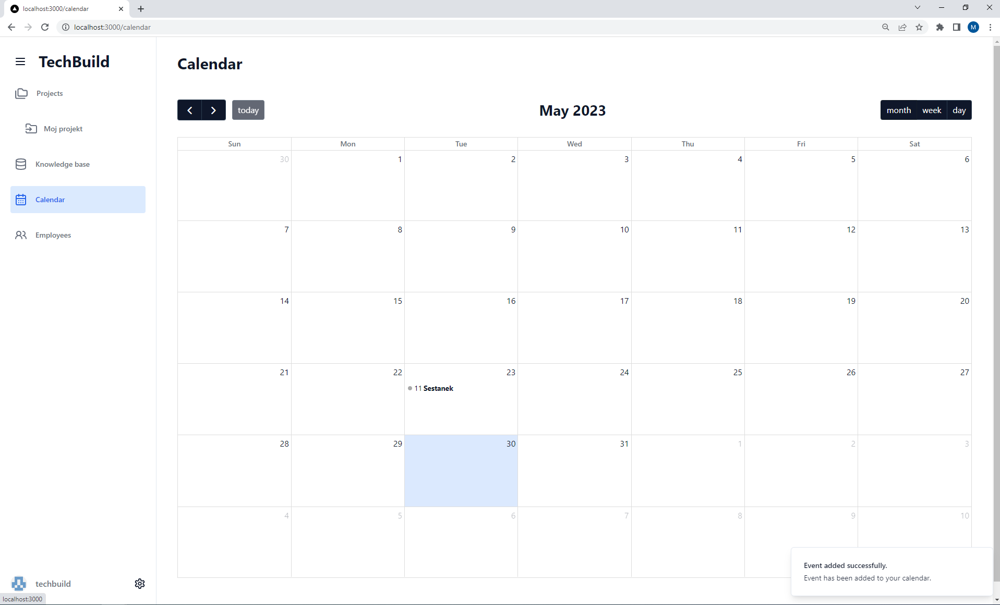 localhost:3000/calendar
localhost:3000/calendar
M
TechBuild
Projects
Moj projekt
Knowledge base
Calendar
Employees
techbuild
localhost:3000
Calendar
today
May 2023
month week day
Sun Mon Tue Wed Thu Fri Sat
30 1 2 3 4 5 6
7 8 9 10 11 12 13
14 15 16 17 18 19 20
21 22 23 24 25 26 27
11 Sestanek
28 29 30 31 1 2 3
4 5 6 7 8 9 10
Event added successfully.
Event has been added to your calendar.